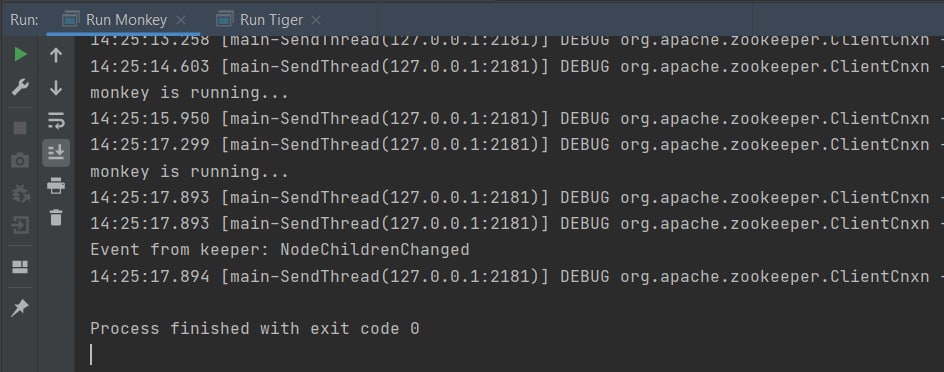 Run: Run Monkey × Run Tiger ×
14:25:13.258 [main-SendThread(127.0.0.1:2181)] DEBUG org.apache.zookeeper.ClientCnxn -
14:25:14.603 [main-SendThread(127.0.0.1:2181)] DEBUG org.apache.zookeeper.ClientCnxn -
monkey is running...
14:25:15.950 [main-SendThread(127.0.0.1:2181)] DEBUG org.apache.zookeeper.ClientCnxn -
14:25:17.299 [main-SendThread(127.0.0.1:2181)] DEBUG org.apache.zookeeper.ClientCnxn -
monkey is running...
14:25:17.893 [main-SendThread(127.0.0.1:2181)] DEBUG org.apache.zookeeper.ClientCnxn -
14:25:17.893 [main-SendThread(127.0.0.1:2181)] DEBUG org.apache.zookeeper.ClientCnxn -
Event from keeper: NodeChildrenChanged
14:25:17.894 [main-SendThread(127.0.0.1:2181)] DEBUG org.apache.zookeeper.ClientCnxn -
Process finished with exit code 0